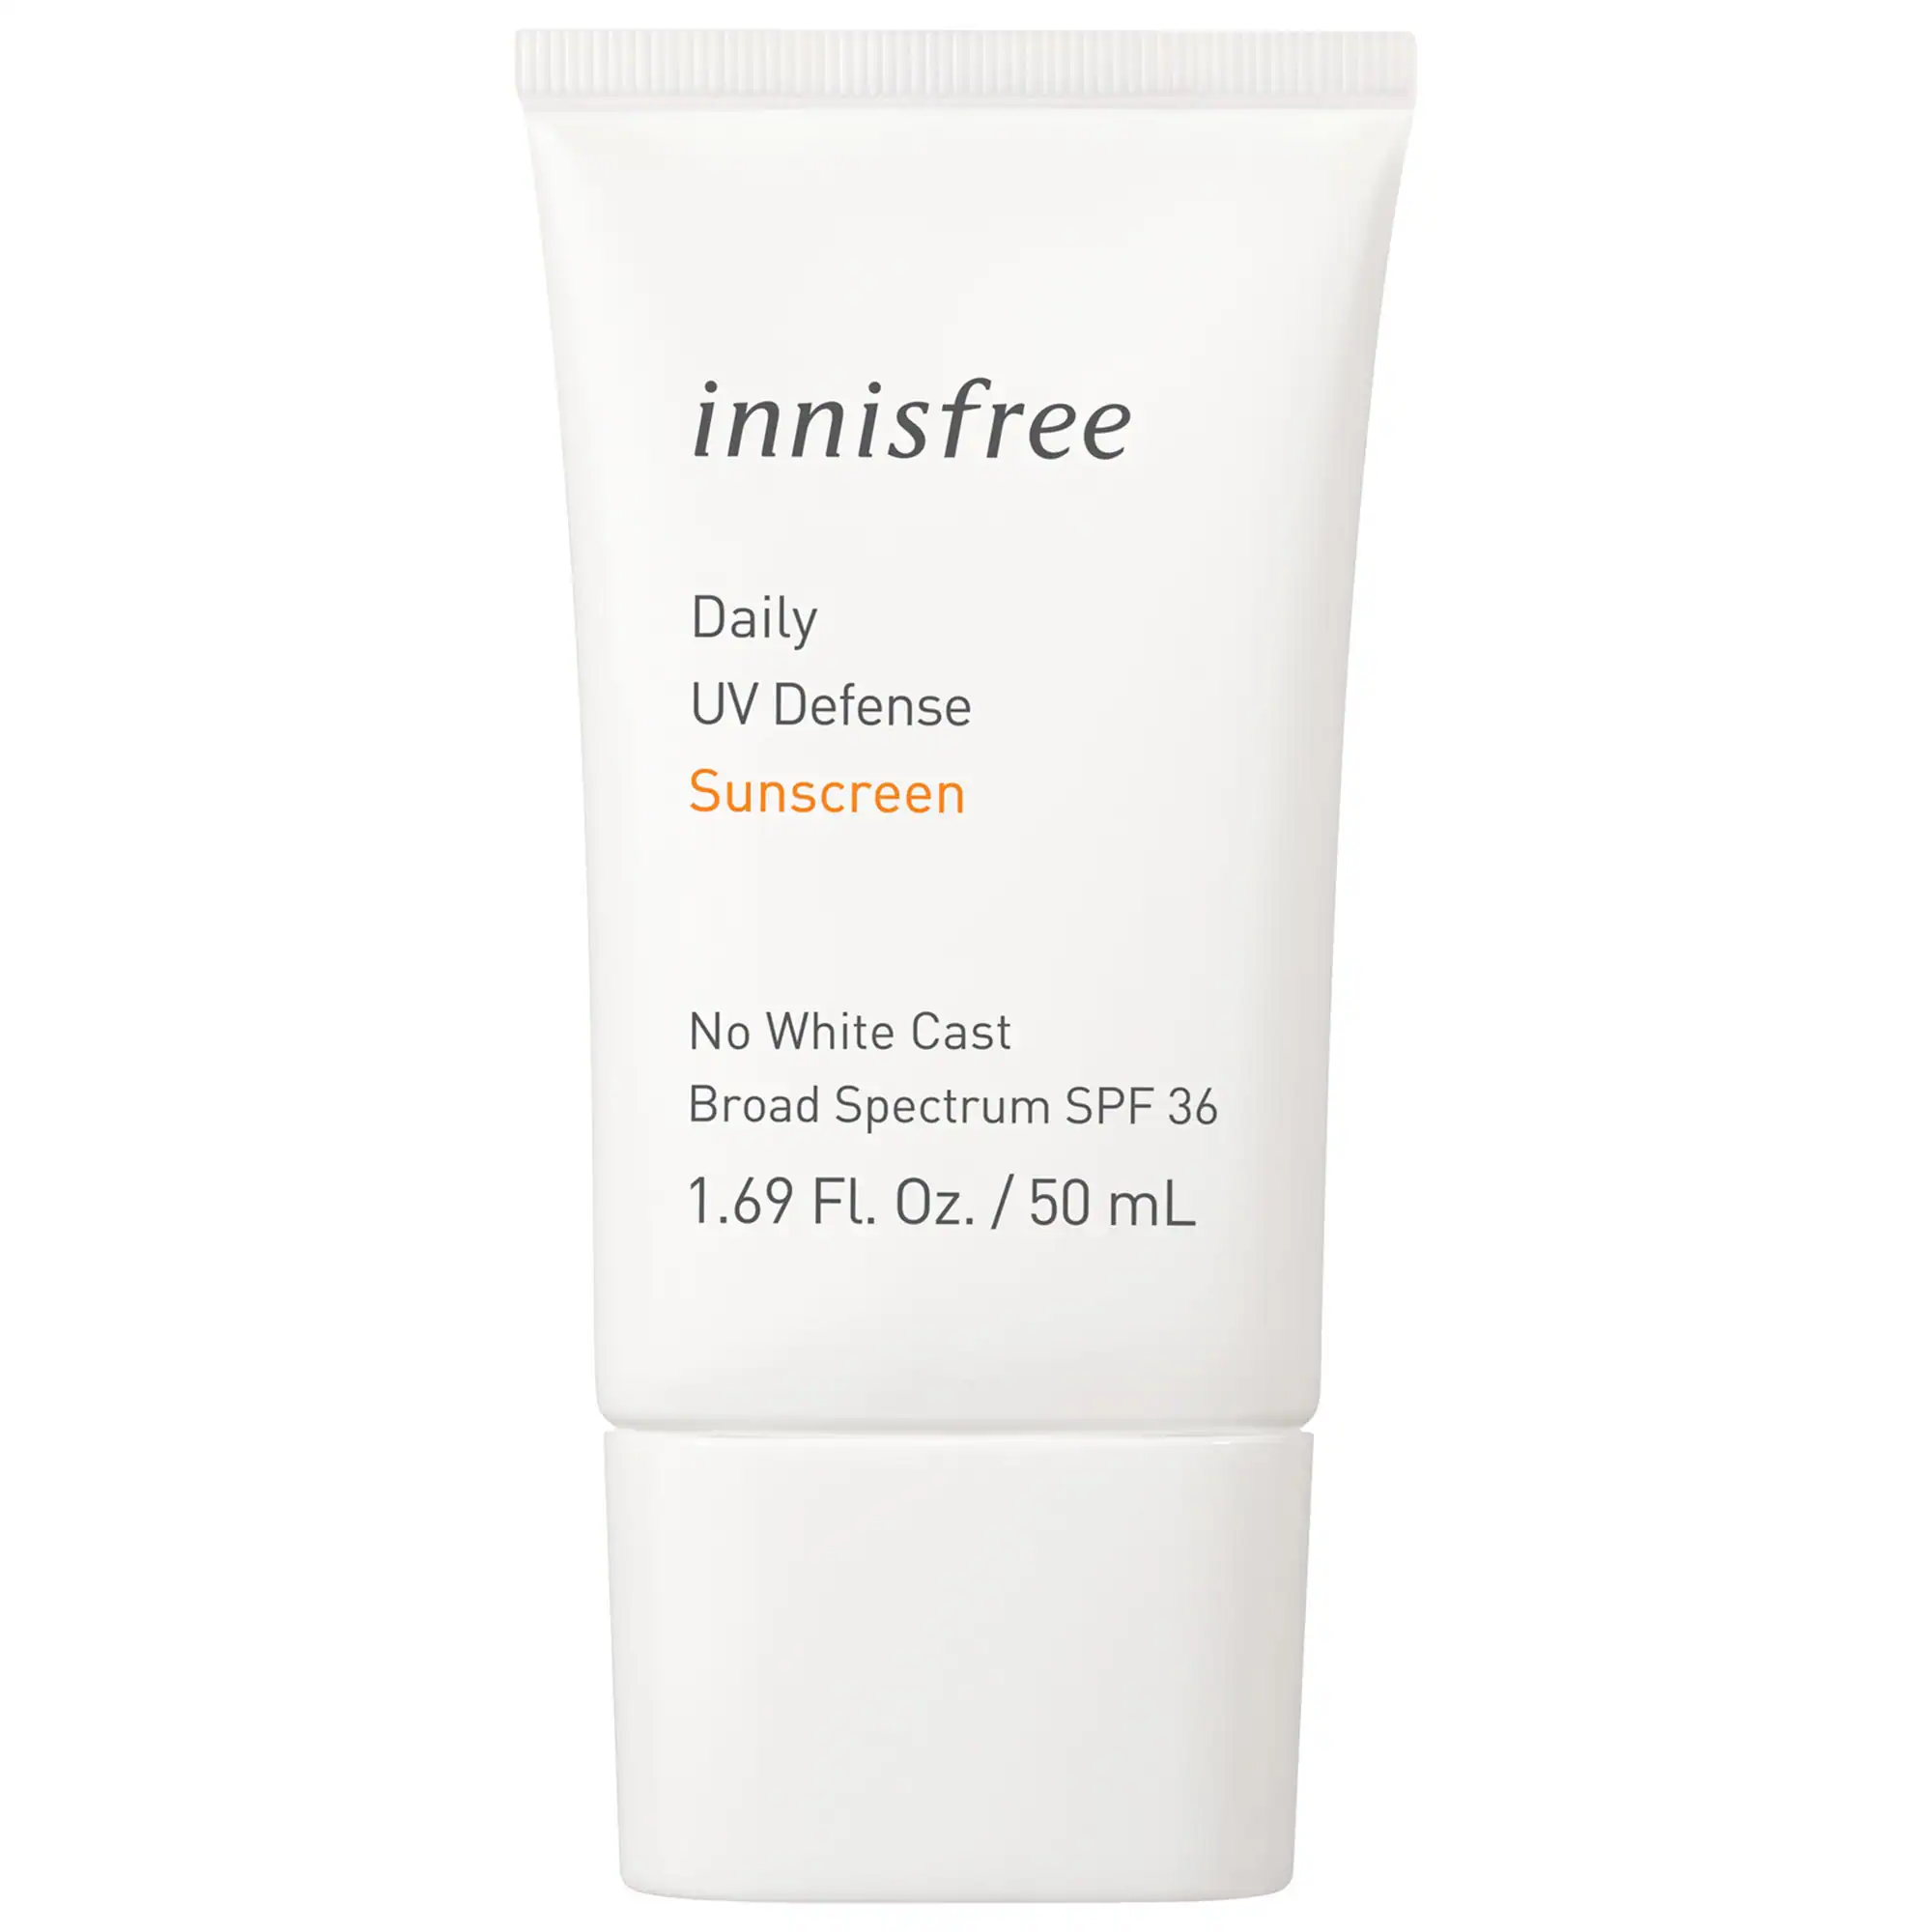 innisfree
Daily
UV Defense
Sunscreen
No White Cast
Broad Spectrum SPF 36
1.69 Fl. Oz. / 50 mL